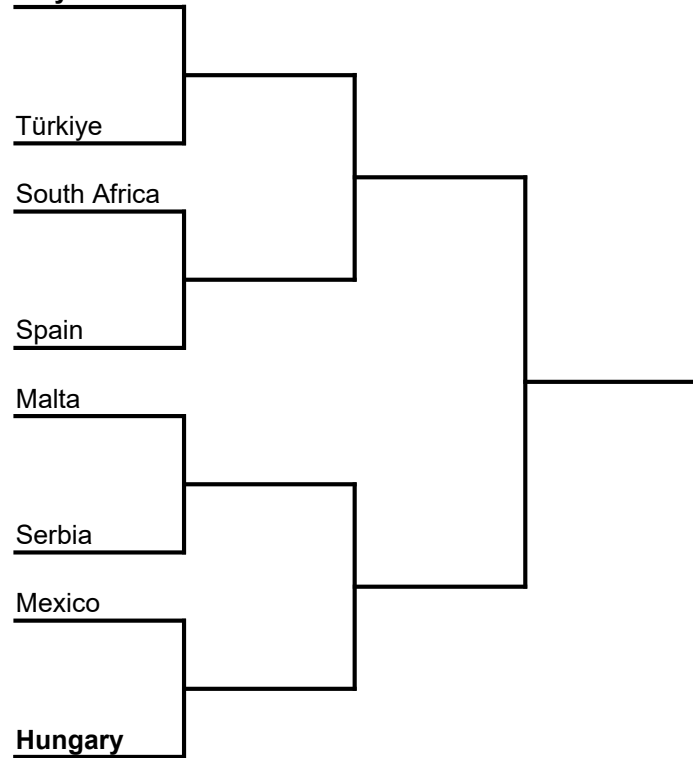 Türkiye
South Africa
Spain
Malta
Serbia
Mexico
Hungary